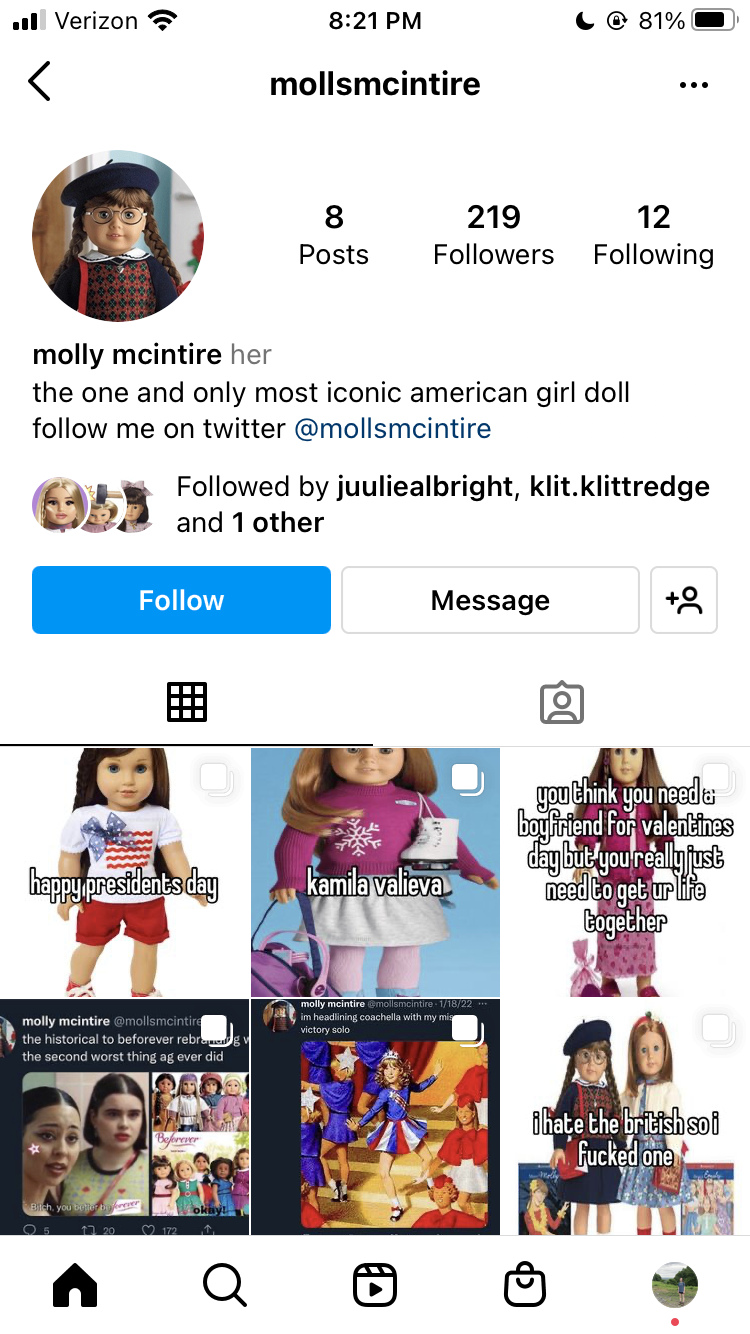 Verizon 8:21 PM 81%
mollsmcintire
8 219 12
Posts Followers Following
molly mcintire her
the one and only most iconic american girl doll
follow me on twitter @mollsmcintire
Followed by juuliealbright, klit.klittredge
and 1 other
Follow Message
happy presidents day
kamila valieva
you think you need a
boyfriend for valentines
day but you really just
need to get ur life
together
molly mcintire @mollsmcintire
the historical to beforever rebranding w
the second worst thing ag ever did
Beforever
Bitch, you better beforever
okay!
5 20 172
molly mcintire @mollsmcintire · 1/18/22 ···
im headlining coachella with my mis
victory solo
i hate the british so i
fucked one
Molly
Emily